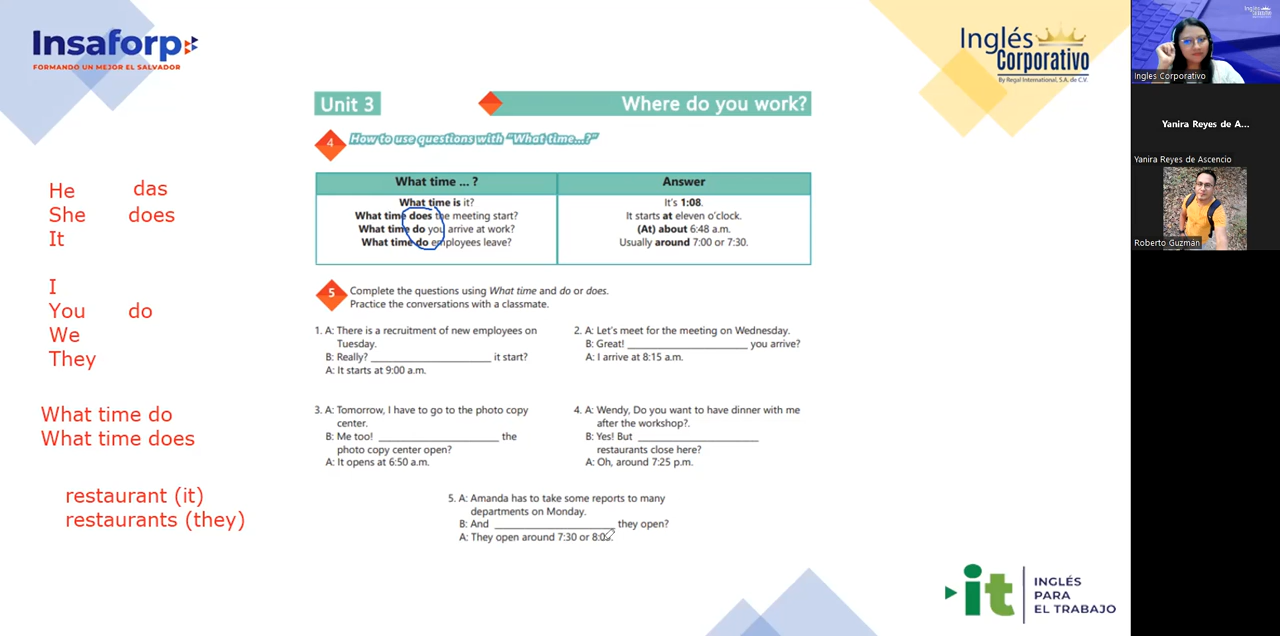 Insaforp
FORMANDO UN MEJOR EL SALVADOR
Inglés
Corporativo
By Regal International, S.A. de C.V.
Unit 3
Where do you work?
4 How to use questions with "What time...?"
What time ... ?
Answer
What time is it?
It's 1:08.
What time does the meeting start?
It starts at eleven o'clock.
What time do you arrive at work?
(At) about 6:48 a.m.
What time do employees leave?
Usually around 7:00 or 7:30.
He das
She does
It
I
You do
We
They
What time do
What time does
restaurant (it)
restaurants (they)
5 Complete the questions using What time and do or does.
Practice the conversations with a classmate.
1. A: There is a recruitment of new employees on
Tuesday.
B: Really? ____________________ it start?
A: It starts at 9:00 a.m.
2. A: Let's meet for the meeting on Wednesday.
B: Great! ____________________ you arrive?
A: I arrive at 8:15 a.m.
3. A: Tomorrow, I have to go to the photo copy
center.
B: Me too! ____________________ the
photo copy center open?
A: It opens at 6:50 a.m.
4. A: Wendy, Do you want to have dinner with me
after the workshop?.
B: Yes! But ____________________
restaurants close here?
A: Oh, around 7:25 p.m.
5. A: Amanda has to take some reports to many
departments on Monday.
B: And ____________________ they open?
A: They open around 7:30 or
it
INGLÉS
PARA
EL TRABAJO
Ingles Corporativo
Yanira Reyes de A...
Yanira Reyes de Ascencio
Roberto Guzmán